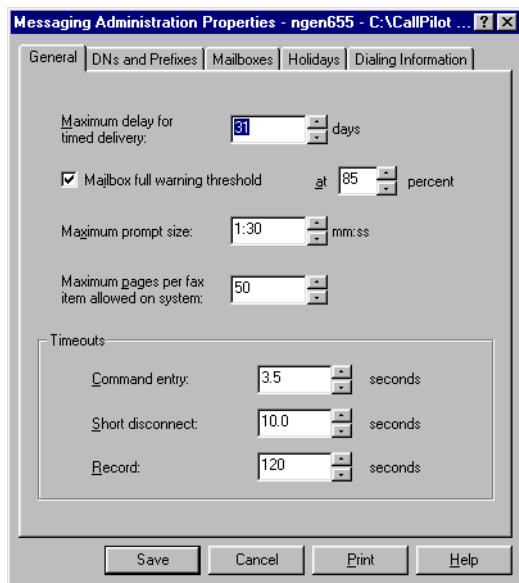 Messaging Administration Properties - ngen655 - C:\CallPilot ...
General DNs and Prefixes Mailboxes Holidays Dialing Information
Maximum delay for
timed delivery: 31 days
Mailbox full warning threshold at 85 percent
Maximum prompt size: 1:30 mm:ss
Maximum pages per fax
item allowed on system: 50
Timeouts
Command entry: 3.5 seconds
Short disconnect: 10.0 seconds
Record: 120 seconds
Save Cancel Print Help